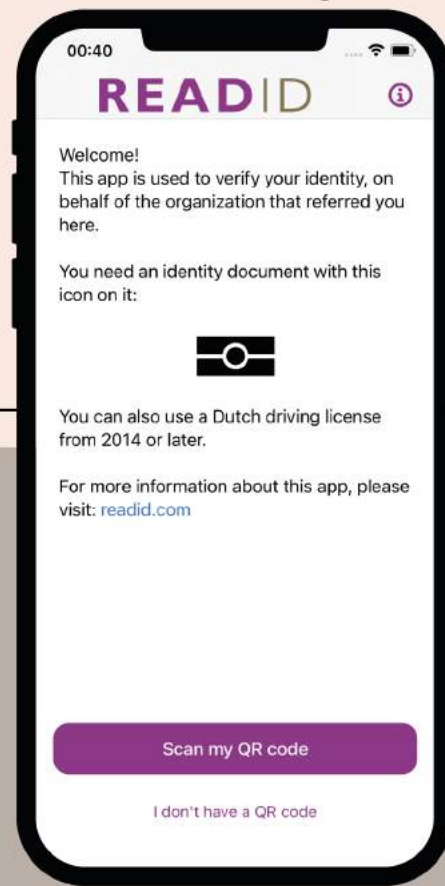 00:40
READID
Welcome!
This app is used to verify your identity, on
behalf of the organization that referred you
here.
You need an identity document with this
icon on it:
You can also use a Dutch driving license
from 2014 or later.
For more information about this app, please
visit: readid.com
Scan my QR code
I don't have a QR code